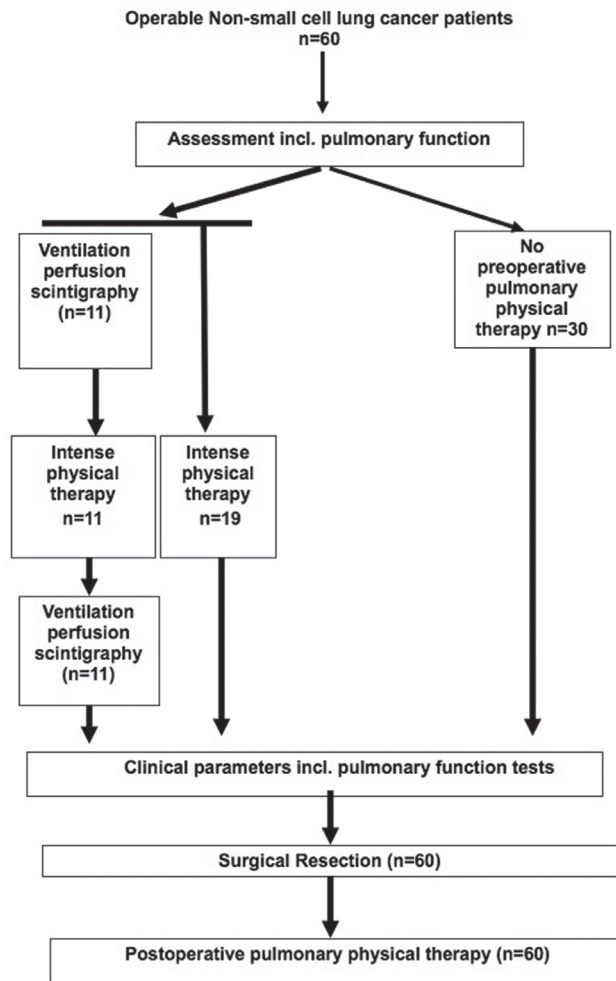 Operable Non-small cell lung cancer patients
n=60
Assessment incl. pulmonary function
Ventilation
perfusion
scintigraphy
(n=11)
No
preoperative
pulmonary
physical
therapy n=30
Intense
physical
therapy
n=11
Intense
physical
therapy
n=19
Ventilation
perfusion
scintigraphy
(n=11)
Clinical parameters incl. pulmonary function tests
Surgical Resection (n=60)
Postoperative pulmonary physical therapy (n=60)